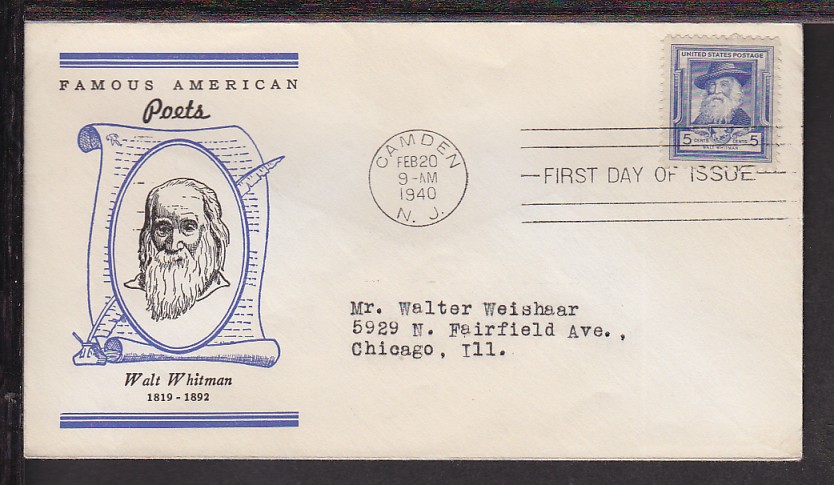 FAMOUS AMERICAN
Poets
Walt Whitman
1819 - 1892
CAMDEN
FEB 20
9-AM
1940
N. J.
UNITED STATES POSTAGE
5 CENTS CENTS 5
WALT WHITMAN
FIRST DAY OF ISSUE
Mr. Walter Weishaar
5929 N. Fairfield Ave.,
Chicago, Ill.